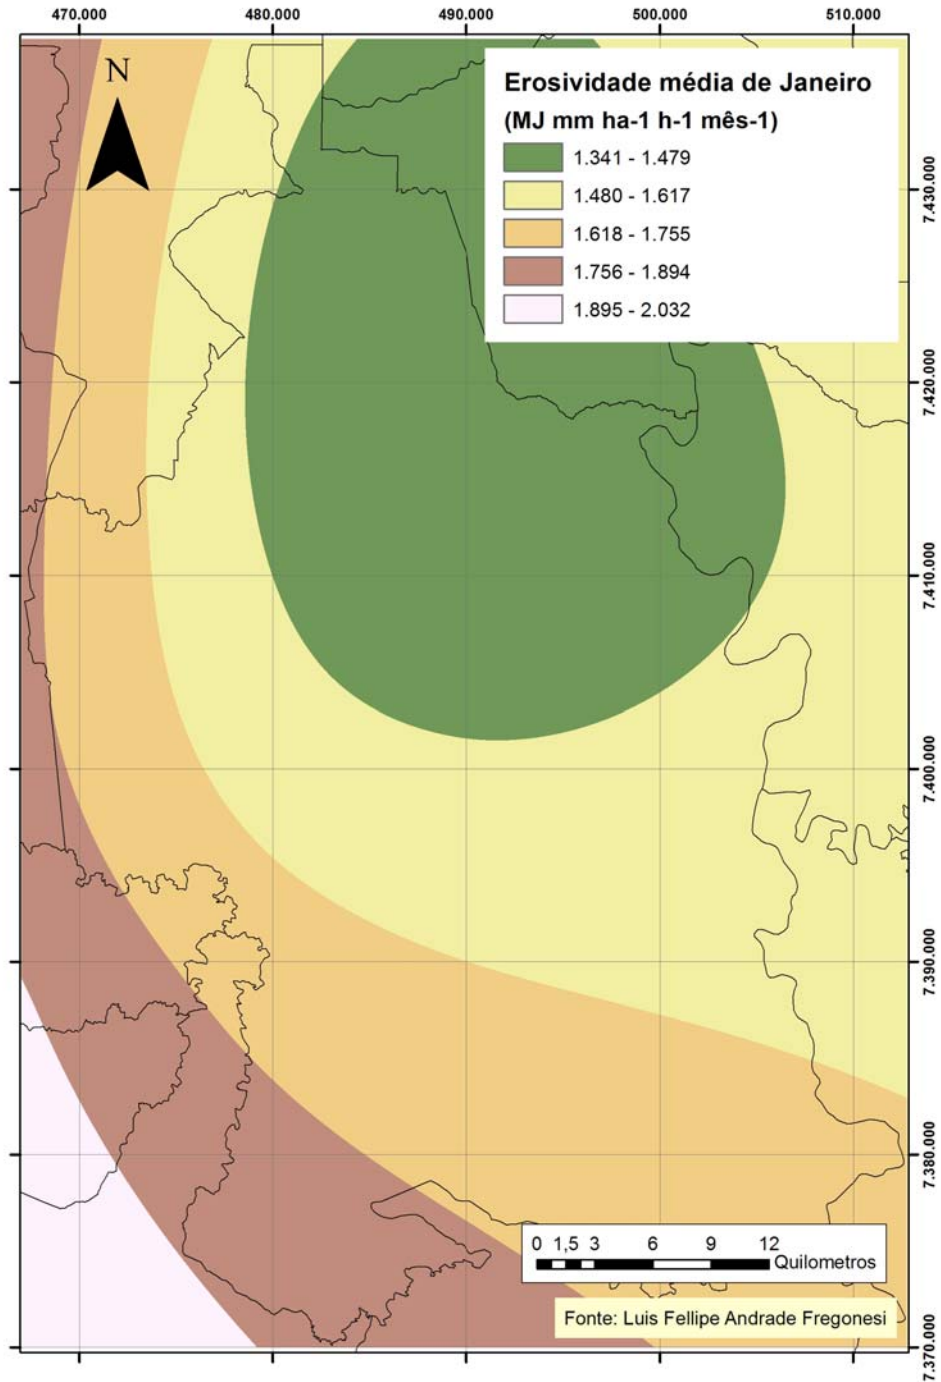 470.000 480.000 490.000 500.000 510.000
N
Erosividade média de Janeiro
(MJ mm ha-1 h-1 mês-1)
1.341 - 1.479
1.480 - 1.617
1.618 - 1.755
1.756 - 1.894
1.895 - 2.032
7.430.000
7.420.000
7.410.000
7.400.000
7.390.000
7.380.000
7.370.000
0 1,5 3 6 9 12
Quilometros
Fonte: Luis Fellipe Andrade Fregonesi